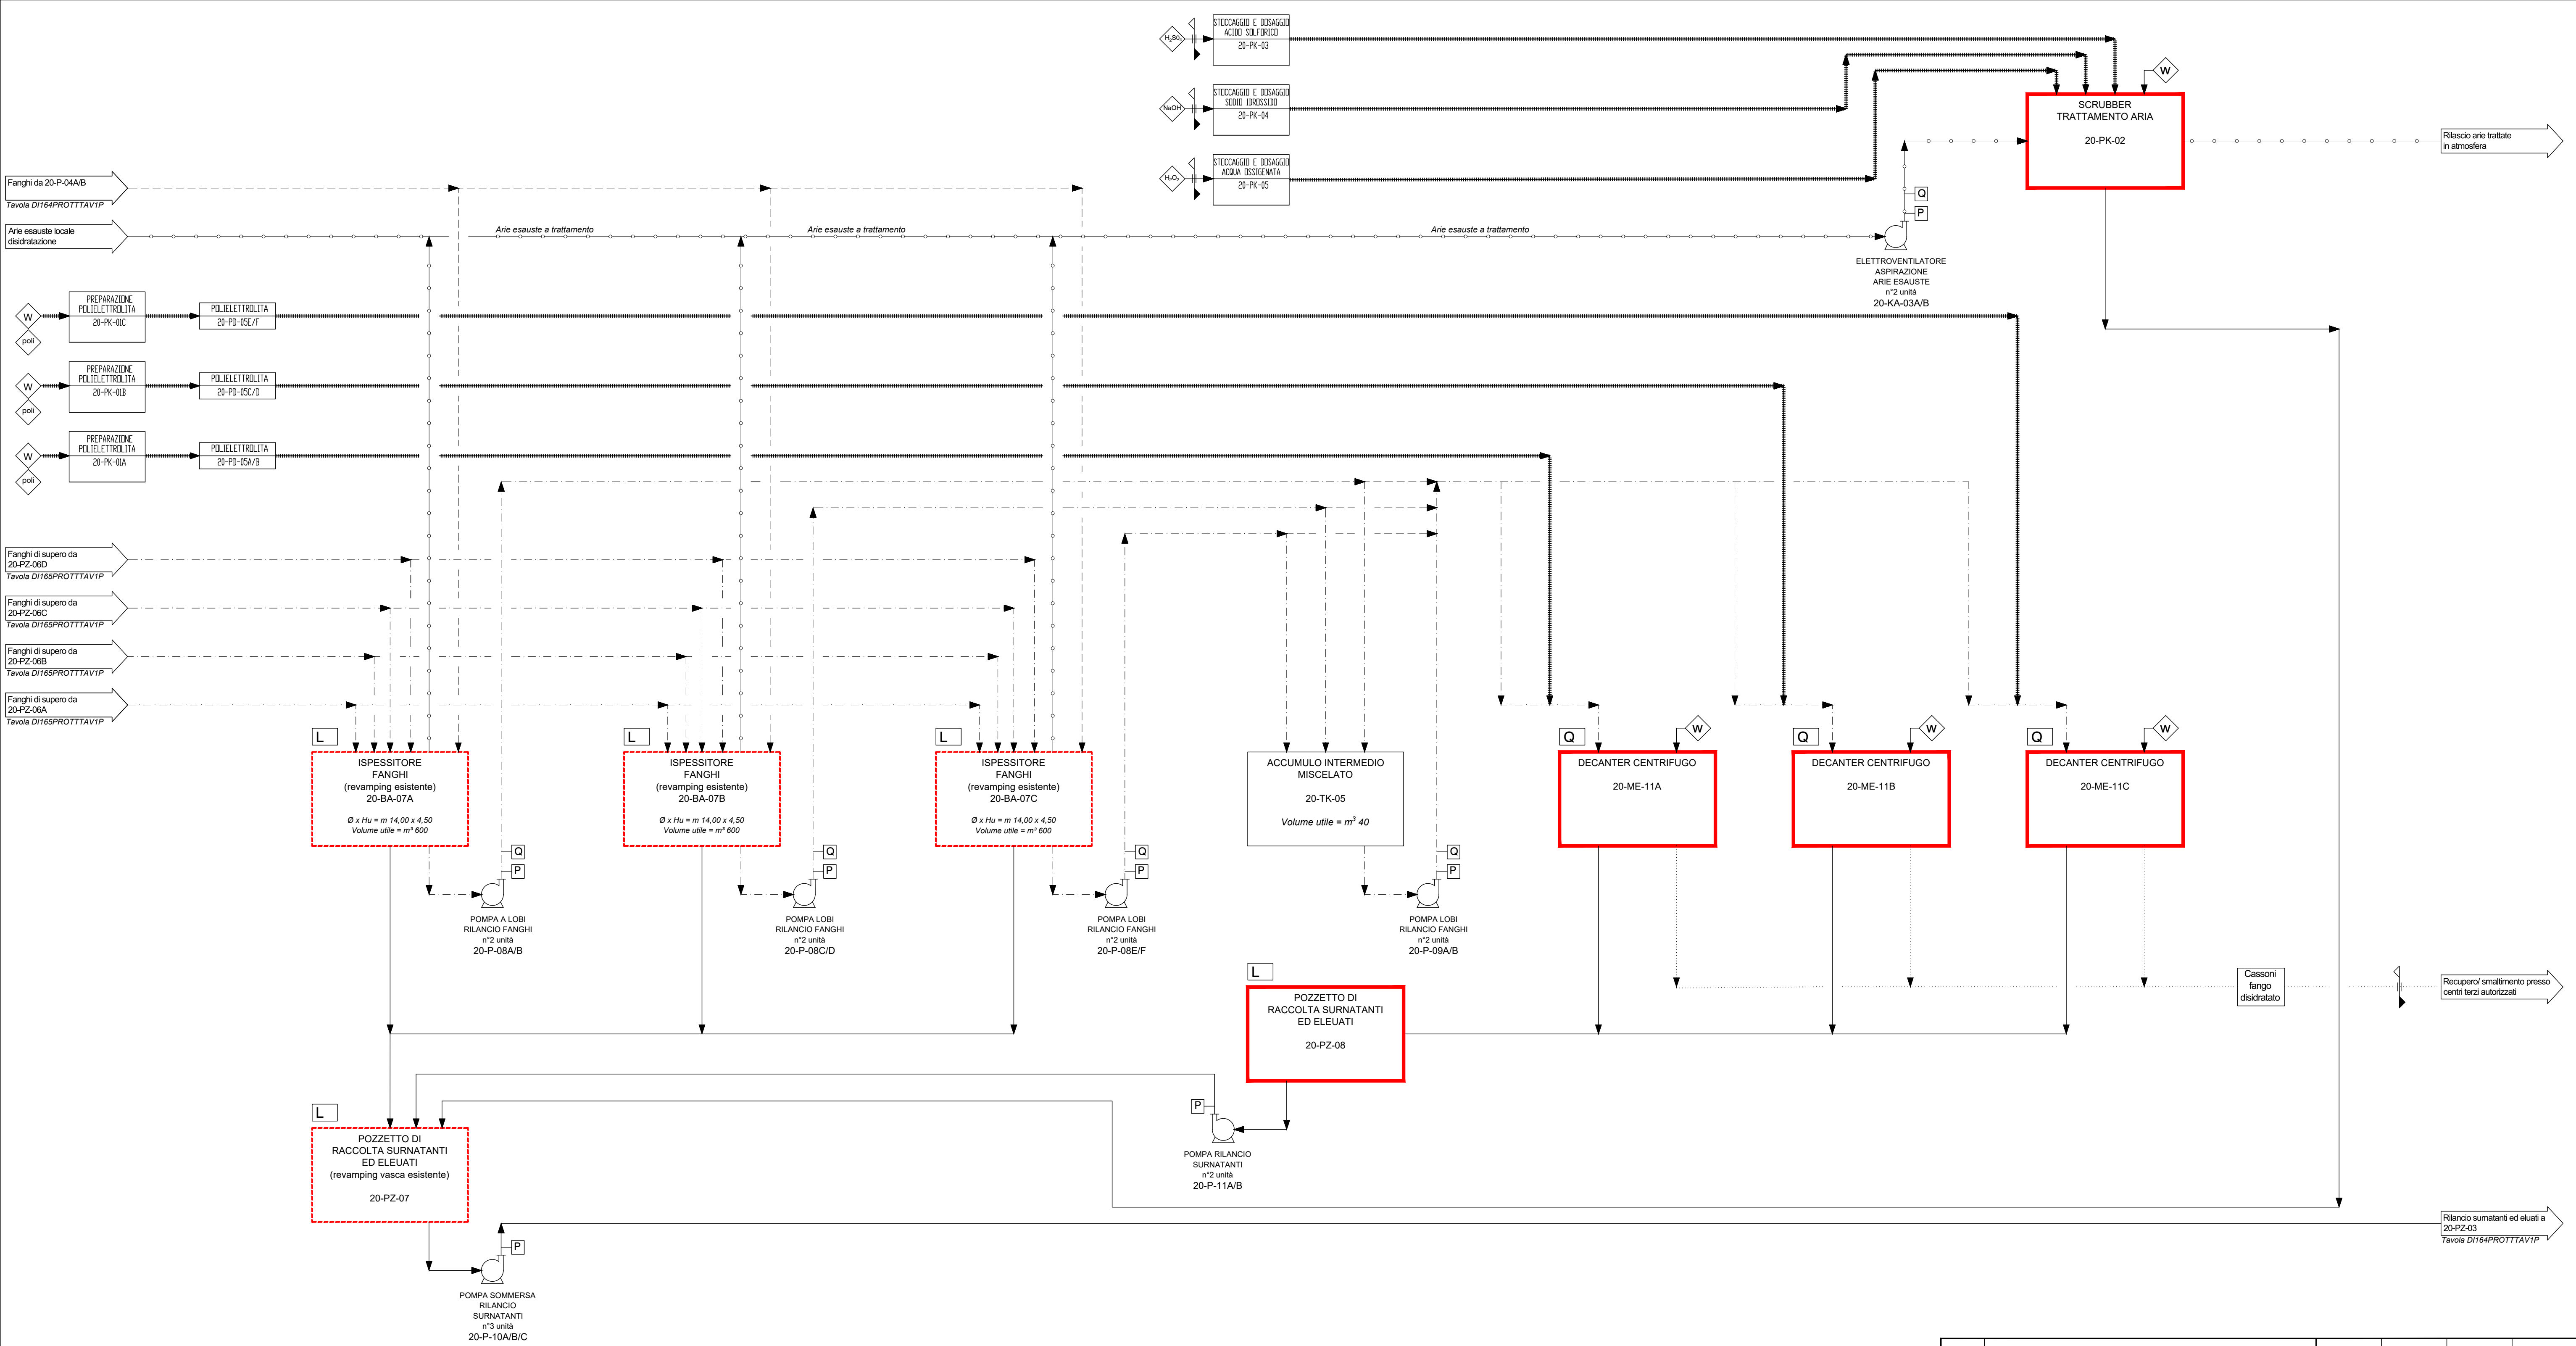 H₂SO₄
STOCCAGGIO E DOSAGGIO
ACIDO SOLFORICO
20-PK-03
NaOH
STOCCAGGIO E DOSAGGIO
SODIO IDROSSIDO
20-PK-04
H₂O₂
STOCCAGGIO E DOSAGGIO
ACQUA OSSIGENATA
20-PK-05
W
SCRUBBER
TRATTAMENTO ARIA
20-PK-02
Rilascio arie trattate
in atmosfera
Q
P
ELETTROVENTILATORE
ASPIRAZIONE
ARIE ESAUSTE
n°2 unità
20-KA-03A/B
Fanghi da 20-P-04A/B
Tavola DI164PROTTTAV1P
Arie esauste locale
disidratazione
Arie esauste a trattamento
Arie esauste a trattamento
Arie esauste a trattamento
W
poli
PREPARAZIONE
POLIELETTROLITA
20-PK-01C
POLIELETTROLITA
20-PD-05E/F
W
poli
PREPARAZIONE
POLIELETTROLITA
20-PK-01B
POLIELETTROLITA
20-PD-05C/D
W
poli
PREPARAZIONE
POLIELETTROLITA
20-PK-01A
POLIELETTROLITA
20-PD-05A/B
Fanghi di supero da
20-PZ-06D
Tavola DI165PROTTTAV1P
Fanghi di supero da
20-PZ-06C
Tavola DI165PROTTTAV1P
Fanghi di supero da
20-PZ-06B
Tavola DI165PROTTTAV1P
Fanghi di supero da
20-PZ-06A
Tavola DI165PROTTTAV1P
L
ISPESSITORE
FANGHI
(revamping esistente)
20-BA-07A
Ø x Hu = m 14,00 x 4,50
Volume utile = m³ 600
L
ISPESSITORE
FANGHI
(revamping esistente)
20-BA-07B
Ø x Hu = m 14,00 x 4,50
Volume utile = m³ 600
L
ISPESSITORE
FANGHI
(revamping esistente)
20-BA-07C
Ø x Hu = m 14,00 x 4,50
Volume utile = m³ 600
ACCUMULO INTERMEDIO
MISCELATO
20-TK-05
Volume utile = m³ 40
Q
W
DECANTER CENTRIFUGO
20-ME-11A
Q
W
DECANTER CENTRIFUGO
20-ME-11B
Q
W
DECANTER CENTRIFUGO
20-ME-11C
Q
P
POMPA A LOBI
RILANCIO FANGHI
n°2 unità
20-P-08A/B
Q
P
POMPA LOBI
RILANCIO FANGHI
n°2 unità
20-P-08C/D
Q
P
POMPA LOBI
RILANCIO FANGHI
n°2 unità
20-P-08E/F
Q
P
POMPA LOBI
RILANCIO FANGHI
n°2 unità
20-P-09A/B
L
POZZETTO DI
RACCOLTA SURNATANTI
ED ELEUATI
20-PZ-08
Cassoni
fango
disidratato
Recupero/ smaltimento presso
centri terzi autorizzati
P
POMPA RILANCIO
SURNATANTI
n°2 unità
20-P-11A/B
L
POZZETTO DI
RACCOLTA SURNATANTI
ED ELEUATI
(revamping vasca esistente)
20-PZ-07
P
POMPA SOMMERSA
RILANCIO
SURNATANTI
n°3 unità
20-P-10A/B/C
Rilancio surnatanti ed eluati a
20-PZ-03
Tavola DI164PROTTTAV1P